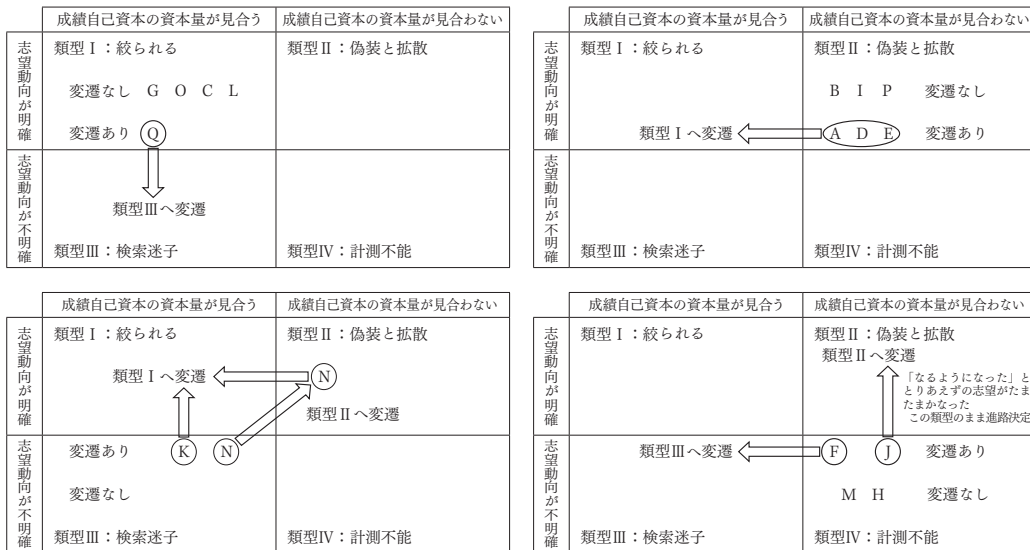 成績自己資本の資本量が見合う 成績自己資本の資本量が見合わない
志望動向が明確
類型Ⅰ：絞られる 類型Ⅱ：偽装と拡散
変遷なし G O C L
変遷あり Q
志望動向が不明確
類型Ⅲへ変遷
類型Ⅲ：検索迷子 類型Ⅳ：計測不能
成績自己資本の資本量が見合う 成績自己資本の資本量が見合わない
志望動向が明確
類型Ⅰ：絞られる 類型Ⅱ：偽装と拡散
B I P 変遷なし
類型Ⅰへ変遷 A D E 変遷あり
志望動向が不明確
類型Ⅲ：検索迷子 類型Ⅳ：計測不能
成績自己資本の資本量が見合う 成績自己資本の資本量が見合わない
志望動向が明確
類型Ⅰ：絞られる 類型Ⅱ：偽装と拡散
類型Ⅰへ変遷 N
類型Ⅱへ変遷
志望動向が不明確
変遷あり K N
変遷なし
類型Ⅲ：検索迷子 類型Ⅳ：計測不能
成績自己資本の資本量が見合う 成績自己資本の資本量が見合わない
志望動向が明確
類型Ⅰ：絞られる 類型Ⅱ：偽装と拡散
類型Ⅱへ変遷
「なるようになった」と
とりあえずの志望がたま
たまかなった
この類型のまま進路決定
志望動向が不明確
類型Ⅲへ変遷 F J 変遷あり
M H 変遷なし
類型Ⅲ：検索迷子 類型Ⅳ：計測不能